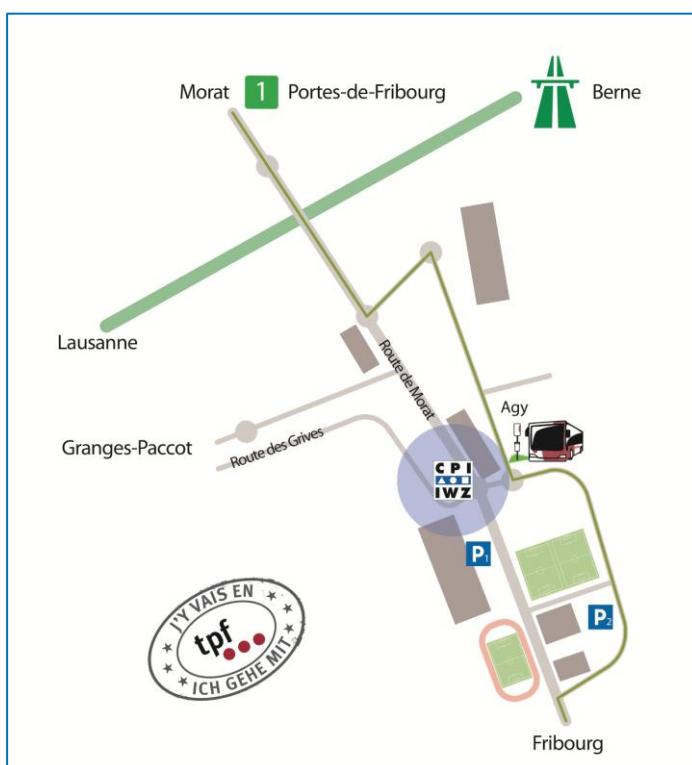 Morat 1 Portes-de-Fribourg
Berne
Lausanne
Route de Morat
Granges-Paccot
Route des Grives
Agy
CPI
IWZ
P1
P2
J'Y VAIS EN
tpf
ICH GEHE MIT
Fribourg